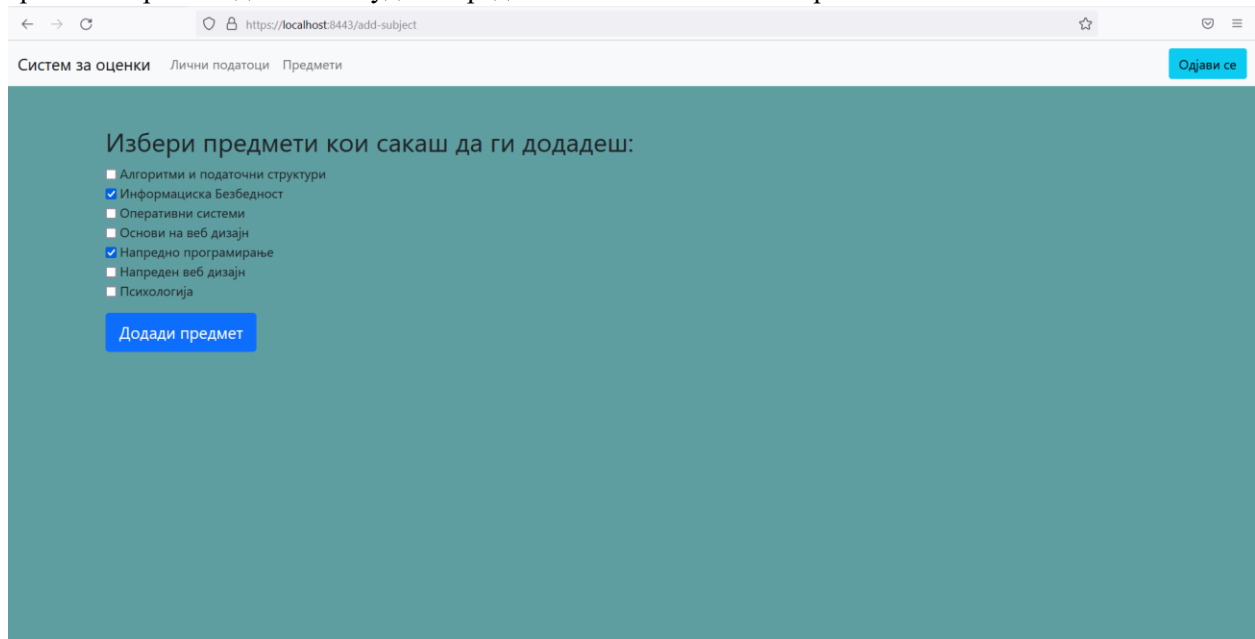 https://localhost:8443/add-subject
Систем за оценки Лични податоци Предмети Одјави се
Избери предмети кои сакаш да ги додадеш:
Алгоритми и податочни структури
Информациска Безбедност
Оперативни системи
Основи на веб дизајн
Напредно програмирање
Напреден веб дизајн
Психологија
Додади предмет